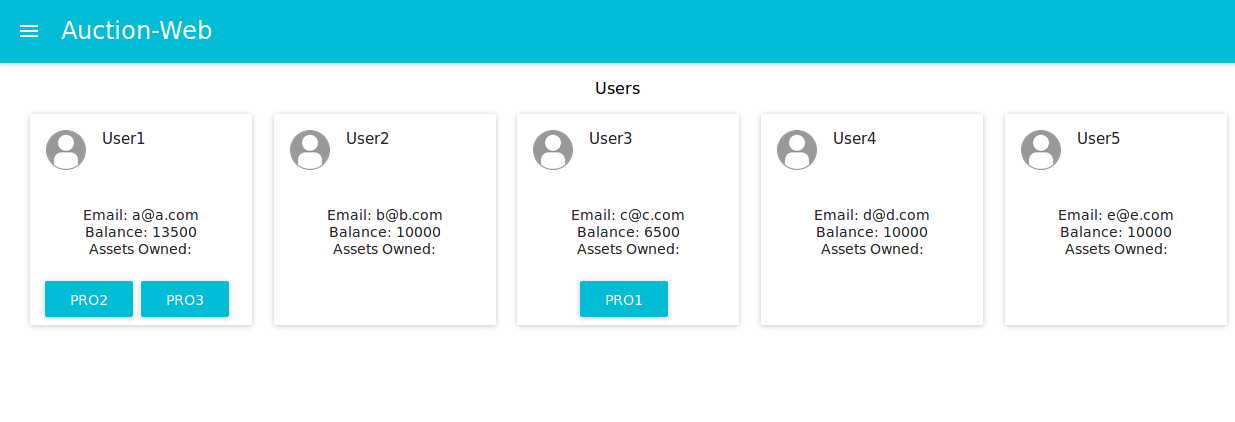 Auction-Web
Users
User1
Email: a@a.com
Balance: 13500
Assets Owned:
PRO2
PRO3
User2
Email: b@b.com
Balance: 10000
Assets Owned:
User3
Email: c@c.com
Balance: 6500
Assets Owned:
PRO1
User4
Email: d@d.com
Balance: 10000
Assets Owned:
User5
Email: e@e.com
Balance: 10000
Assets Owned: